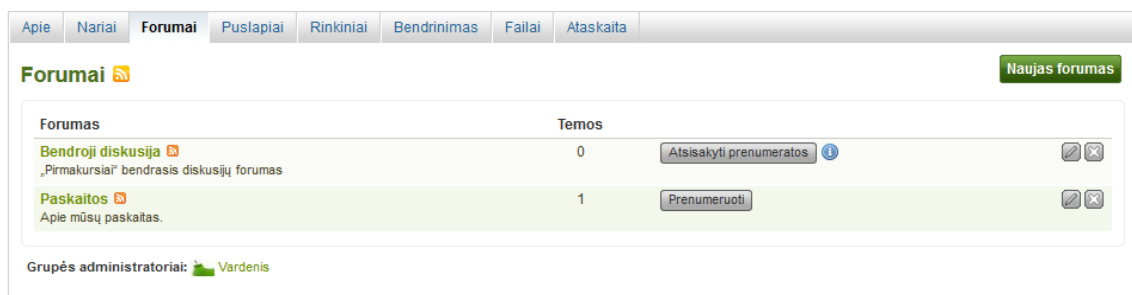 Apie Nariai Forumai Puslapiai Rinkiniai Bendrinimas Failai Ataskaita
Forumai
Naujas forumas
Forumas Temos
Bendroji diskusija 0 Atsisakyti prenumeratos
„Pirmakursiai“ bendrasis diskusijų forumas
Paskaitos 1 Prenumeruoti
Apie mūsų paskaitas.
Grupės administratoriai: Vardenis